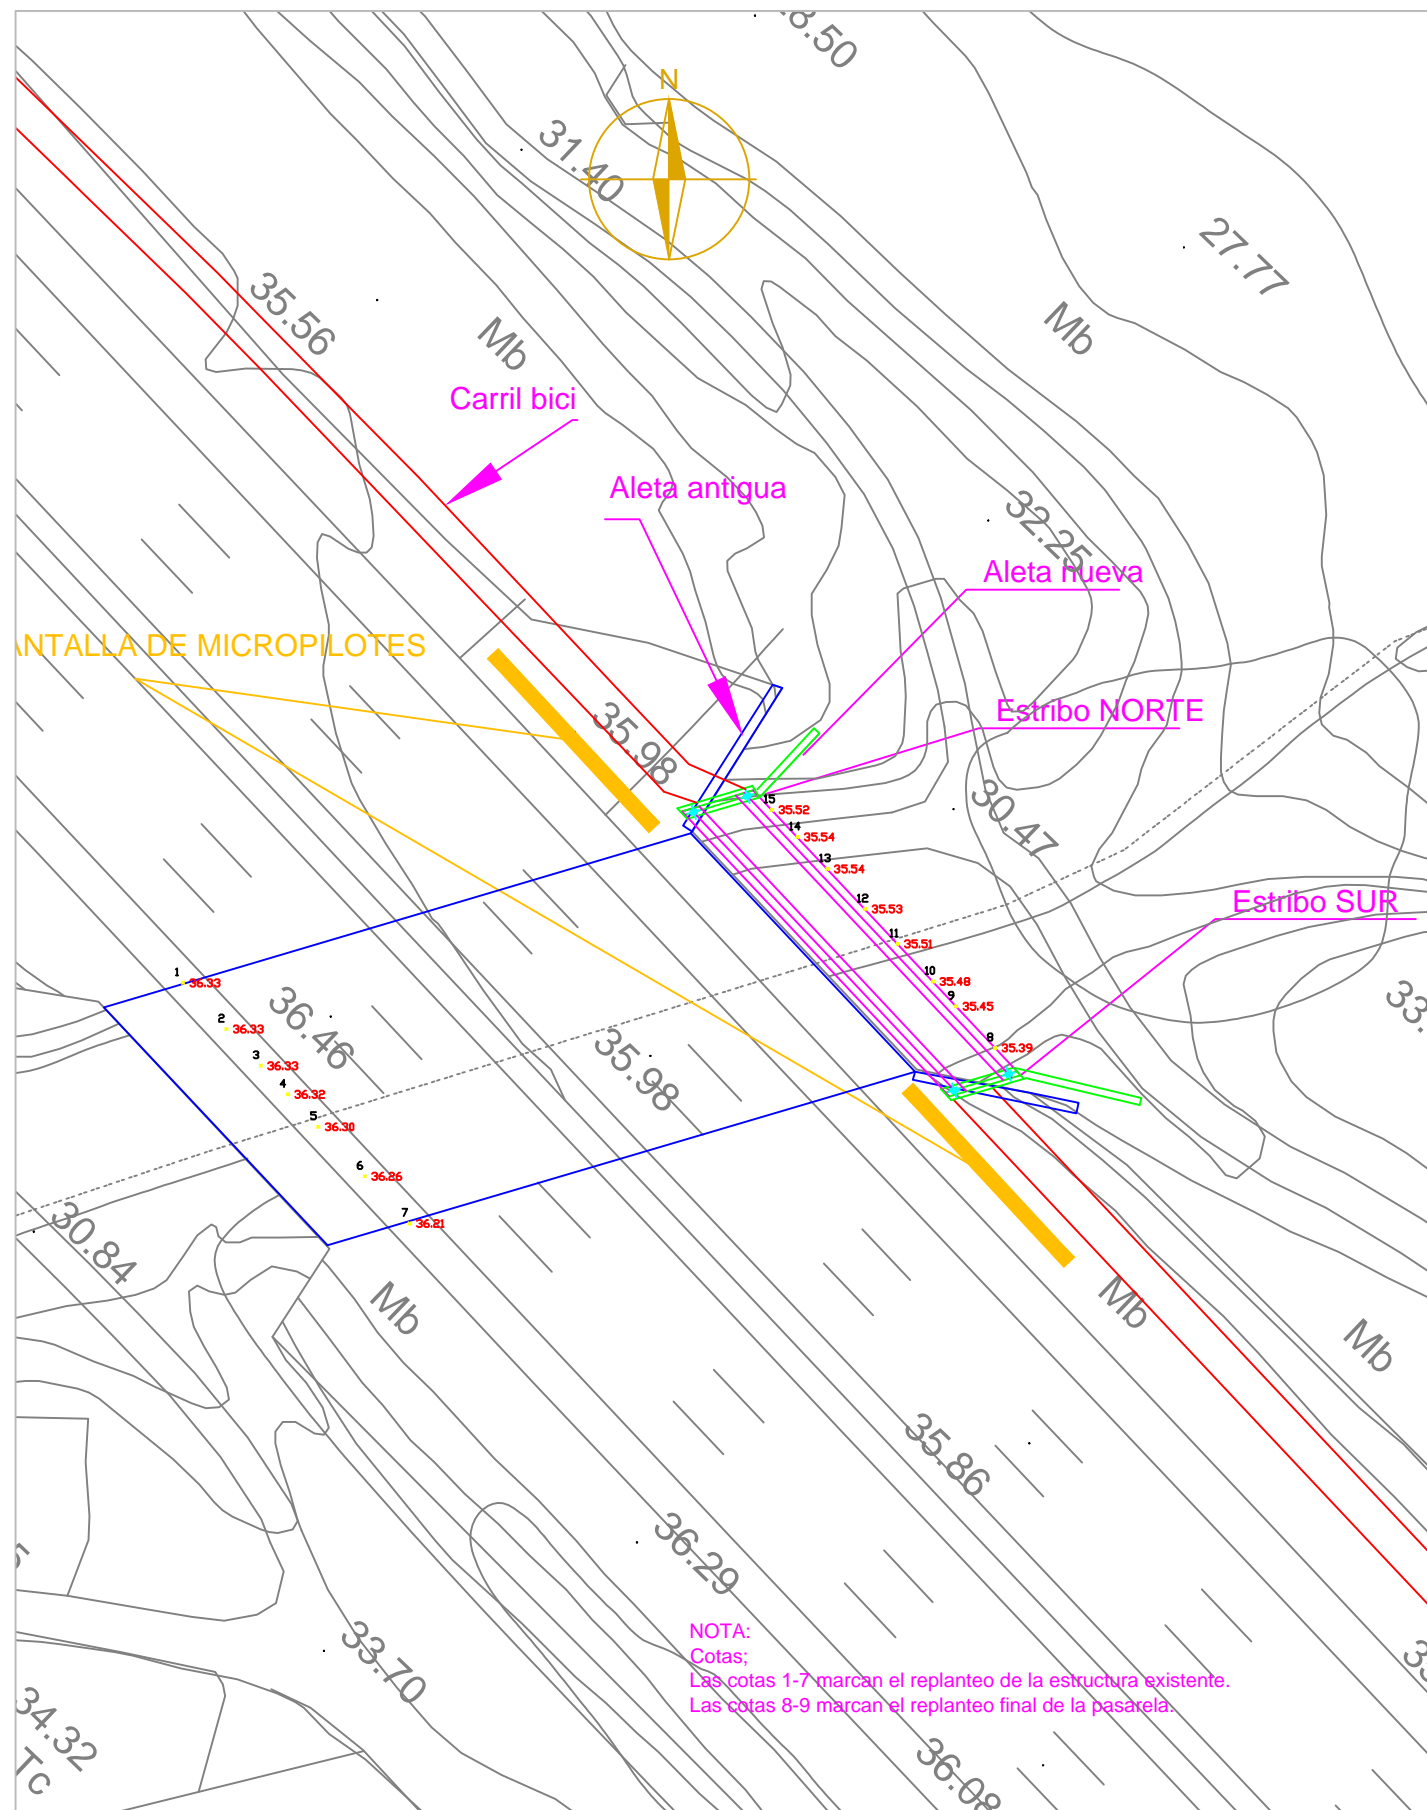 28.50
N
31.40
27.77
35.56
Mb
Mb
Carril bici
Aleta antigua
32.25
Aleta nueva
ANTALLA DE MICROPILOTES
35.98
Estribo NORTE
15
35.52
14
35.54
30.47
13
35.54
12
35.53
Estribo SUR
11
35.51
1
36.33
10
35.48
9
35.45
33.
2
36.33
36.46
35.98
8
35.39
3
36.33
4
36.32
5
36.30
6
36.26
7
36.21
30.84
Mb
Mb
Mb
35.86
36.29
NOTA:
Cotas;
Las cotas 1-7 marcan el replanteo de la estructura existente.
Las cotas 8-9 marcan el replanteo final de la pasarela.
33.70
34.32
Tc
36.08